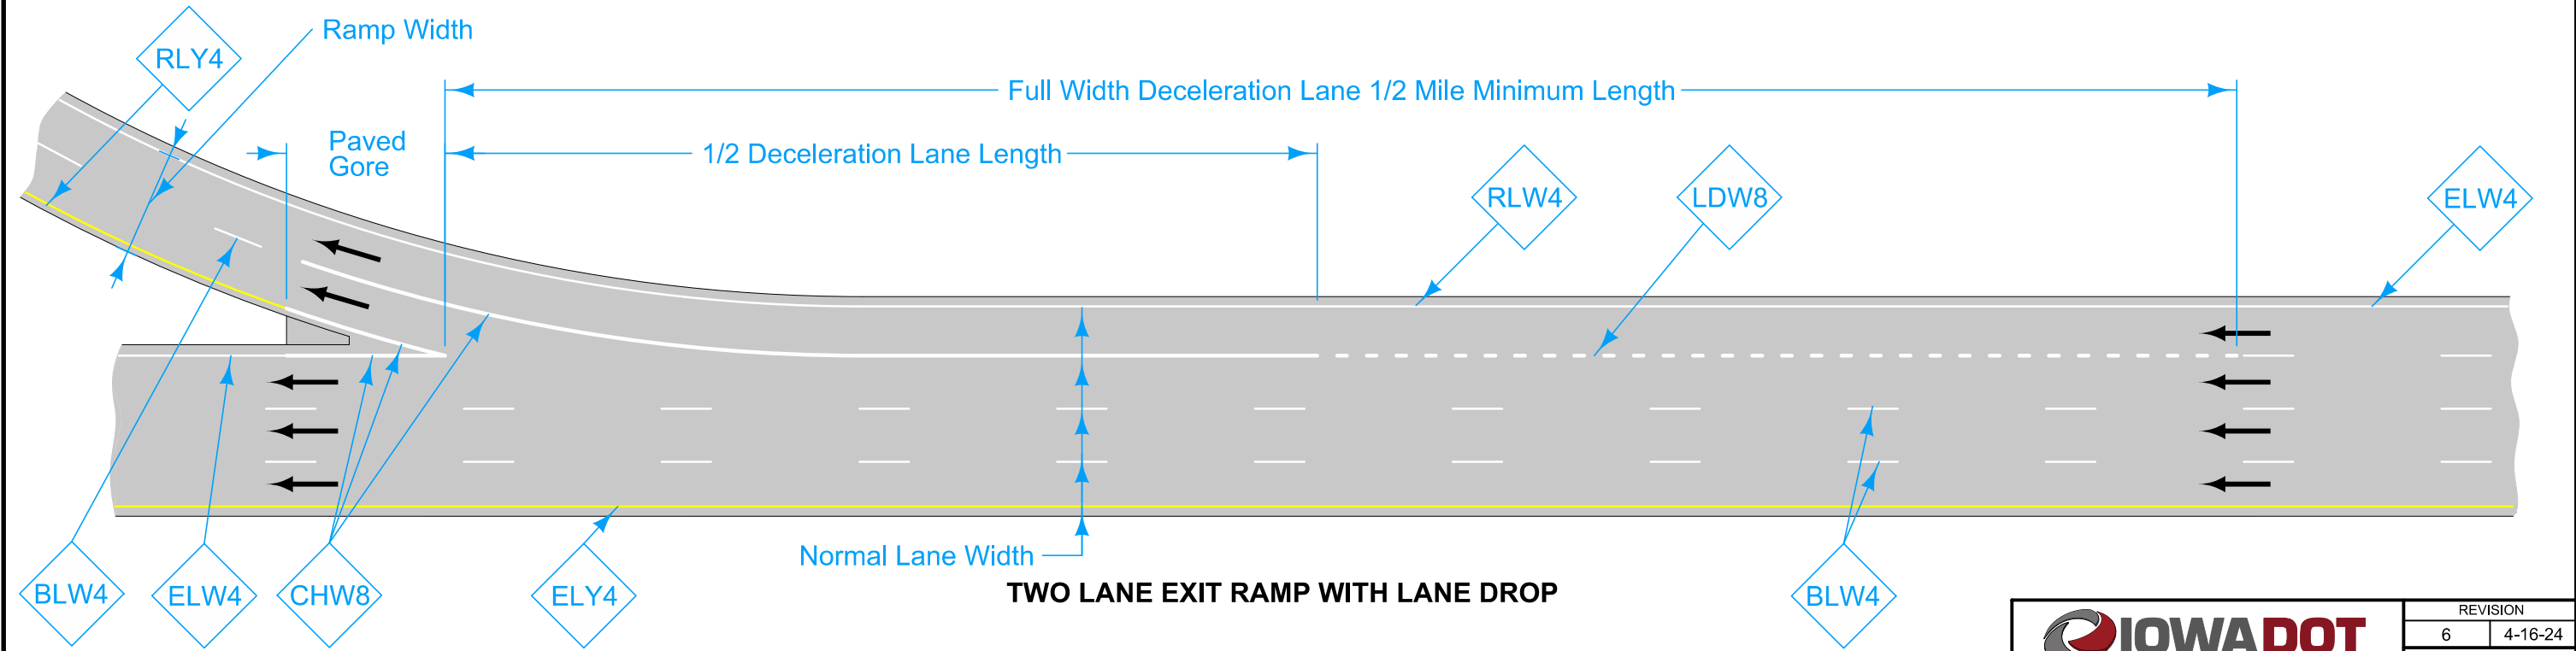 Ramp Width
RLY4
Full Width Deceleration Lane 1/2 Mile Minimum Length
Paved
Gore
1/2 Deceleration Lane Length
RLW4
LDW8
ELW4
Normal Lane Width
BLW4
ELW4
CHW8
ELY4
TWO LANE EXIT RAMP WITH LANE DROP
BLW4
IOWADOT
REVISION
6
4-16-24